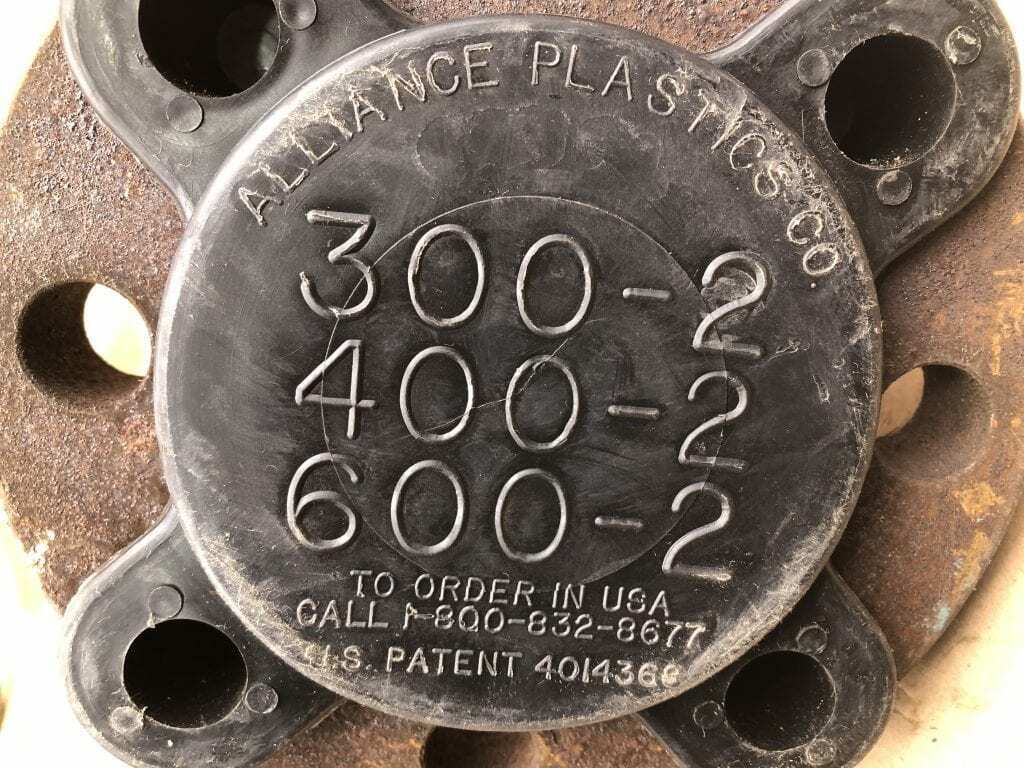 ALLIANCE PLASTICS CO.
300-2
400-2
600-2
TO ORDER IN USA
CALL 1-800-832-8677
U.S. PATENT 4014368